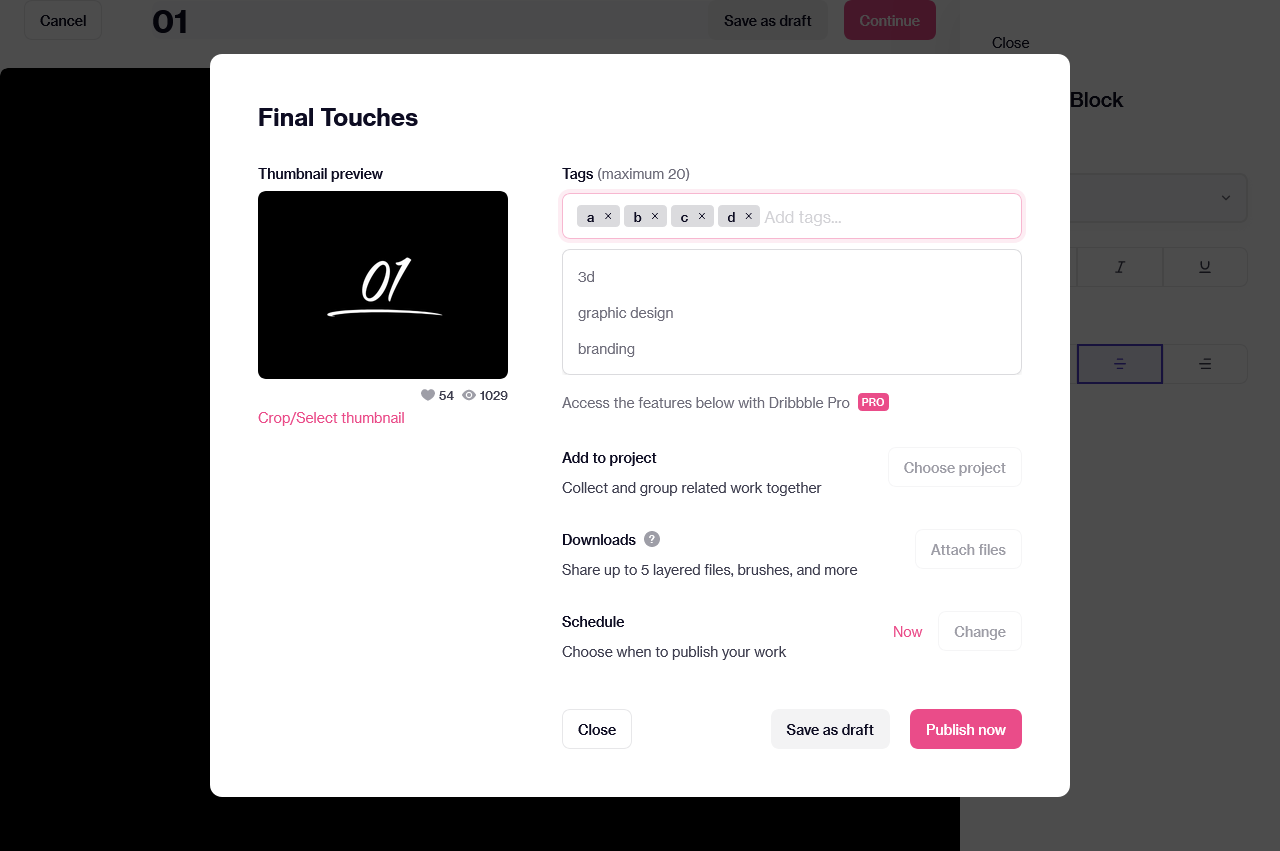 Cancel
01
Save as draft
Continue
Close
Block
Final Touches
Thumbnail preview
01
54 1029
Crop/Select thumbnail
Tags (maximum 20)
a × b × c × d × Add tags...
3d
graphic design
branding
Access the features below with Dribbble Pro PRO
Add to project
Choose project
Collect and group related work together
Downloads ?
Attach files
Share up to 5 layered files, brushes, and more
Schedule
Now
Change
Choose when to publish your work
Close
Save as draft
Publish now